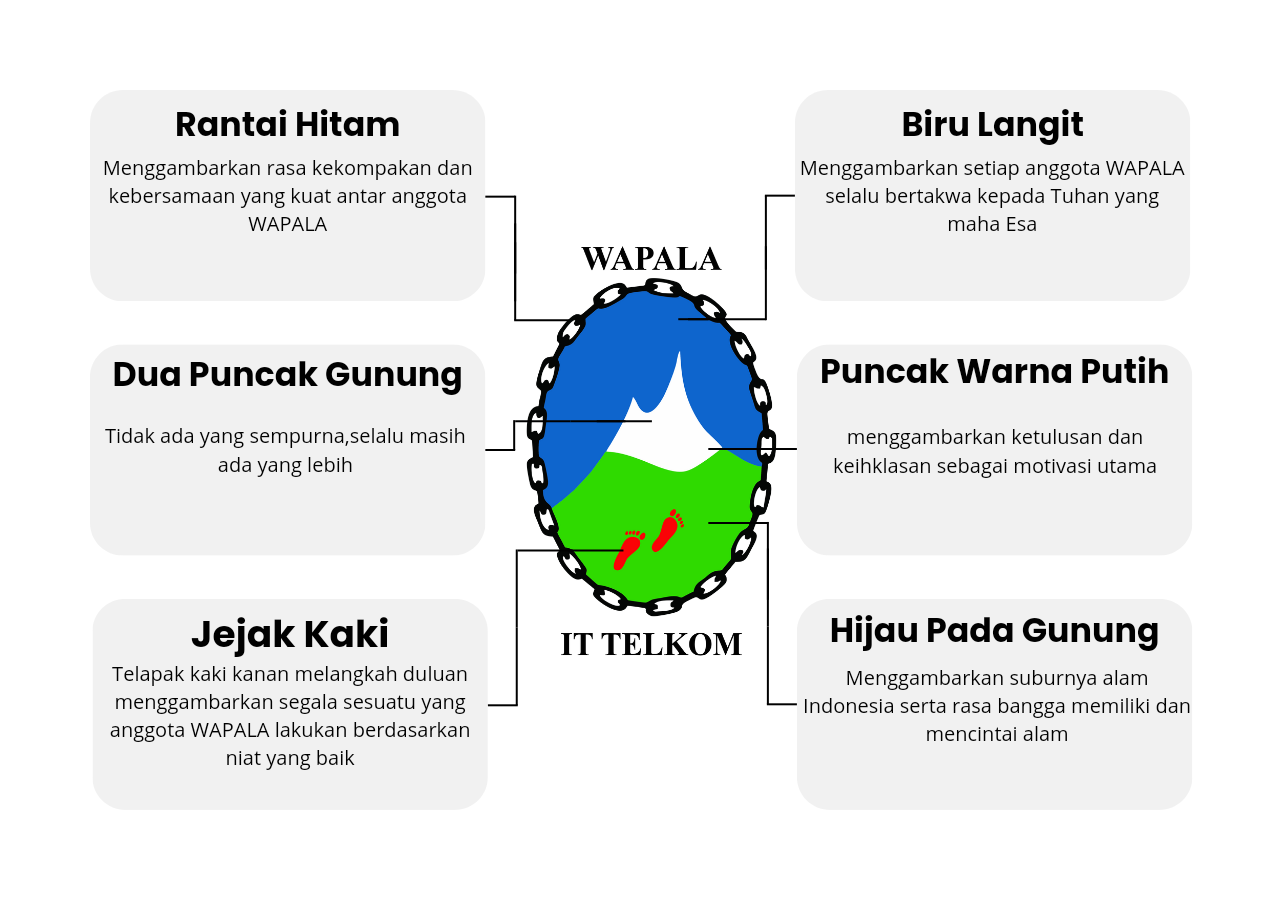 Rantai Hitam
Menggambarkan rasa kekompakan dan
kebersamaan yang kuat antar anggota
WAPALA
Biru Langit
Menggambarkan setiap anggota WAPALA
selalu bertakwa kepada Tuhan yang
maha Esa
WAPALA
Dua Puncak Gunung
Tidak ada yang sempurna,selalu masih
ada yang lebih
Puncak Warna Putih
menggambarkan ketulusan dan
keihklasan sebagai motivasi utama
Jejak Kaki
Telapak kaki kanan melangkah duluan
menggambarkan segala sesuatu yang
anggota WAPALA lakukan berdasarkan
niat yang baik
IT TELKOM
Hijau Pada Gunung
Menggambarkan suburnya alam
Indonesia serta rasa bangga memiliki dan
mencintai alam